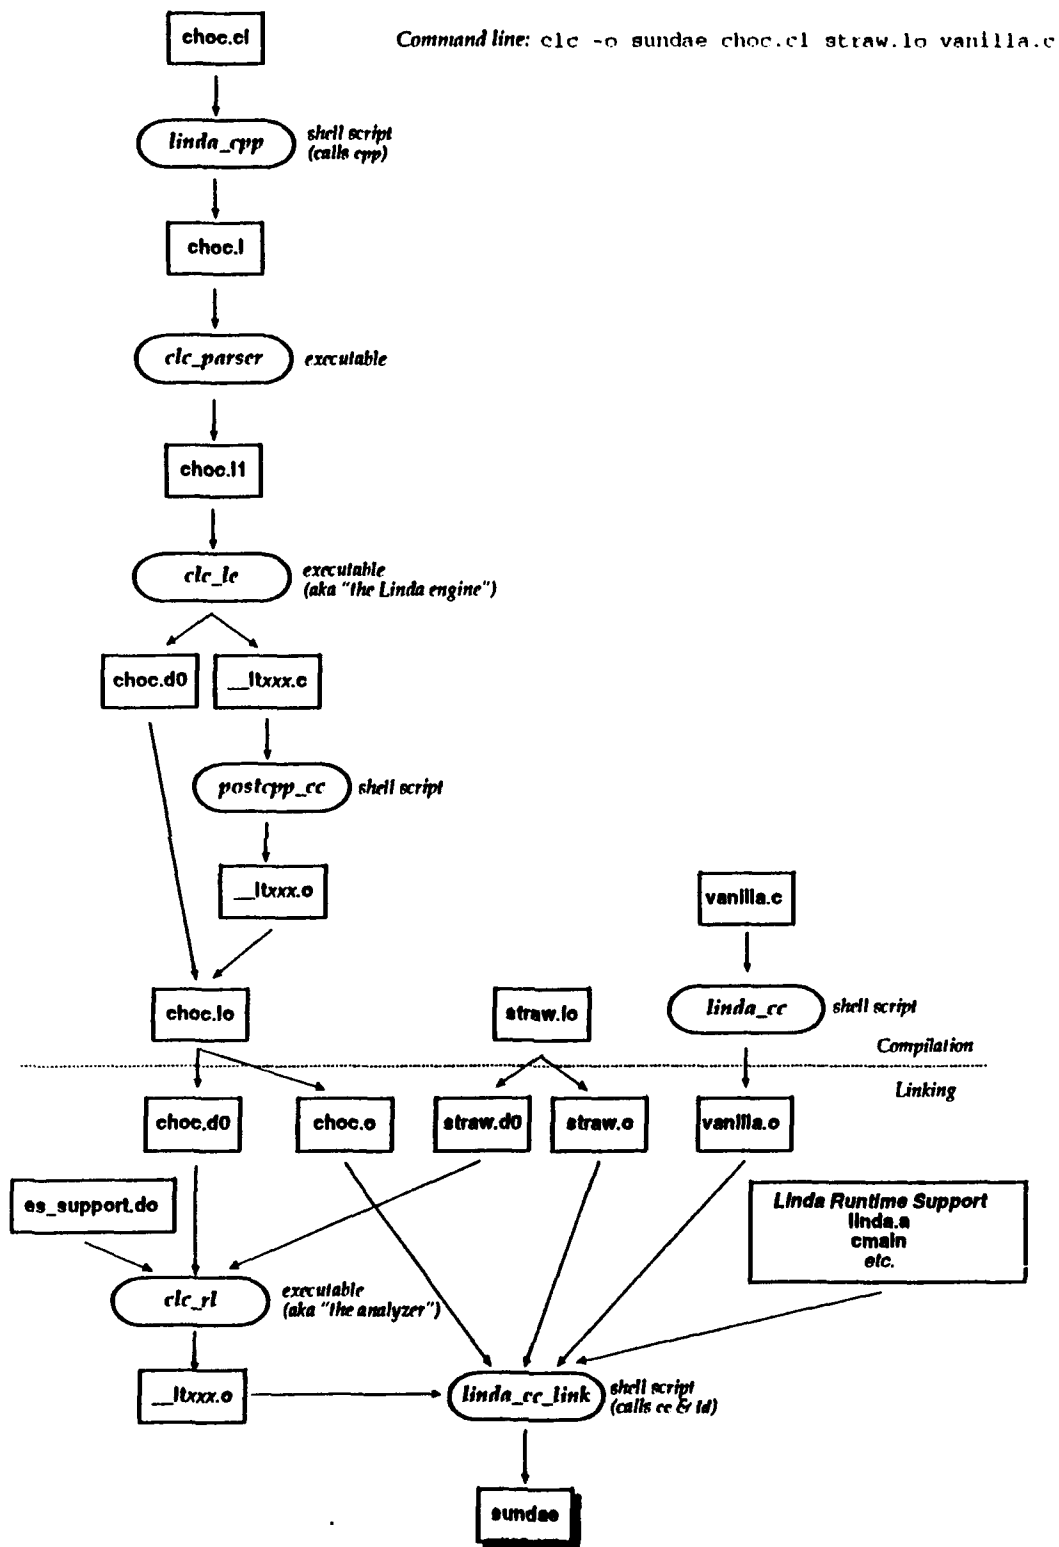 choc.cl
Command line: clc -o sundae choc.cl straw.lo vanilla.c
linda_cpp
shell script
(calls cpp)
choc.l
clc_parser
executable
choc.l1
clc_le
executable
(aka "the Linda engine")
choc.d0
__ltxxx.c
postcpp_cc
shell script
__ltxxx.o
vanilla.c
choc.lo
straw.lo
linda_cc
shell script
Compilation
Linking
choc.d0
choc.o
straw.d0
straw.o
vanilla.o
es_support.do
Linda Runtime Support
linda.a
cmain
etc.
clc_rl
executable
(aka "the analyzer")
__ltxxx.o
linda_cc_link
shell script
(calls cc & ld)
sundae